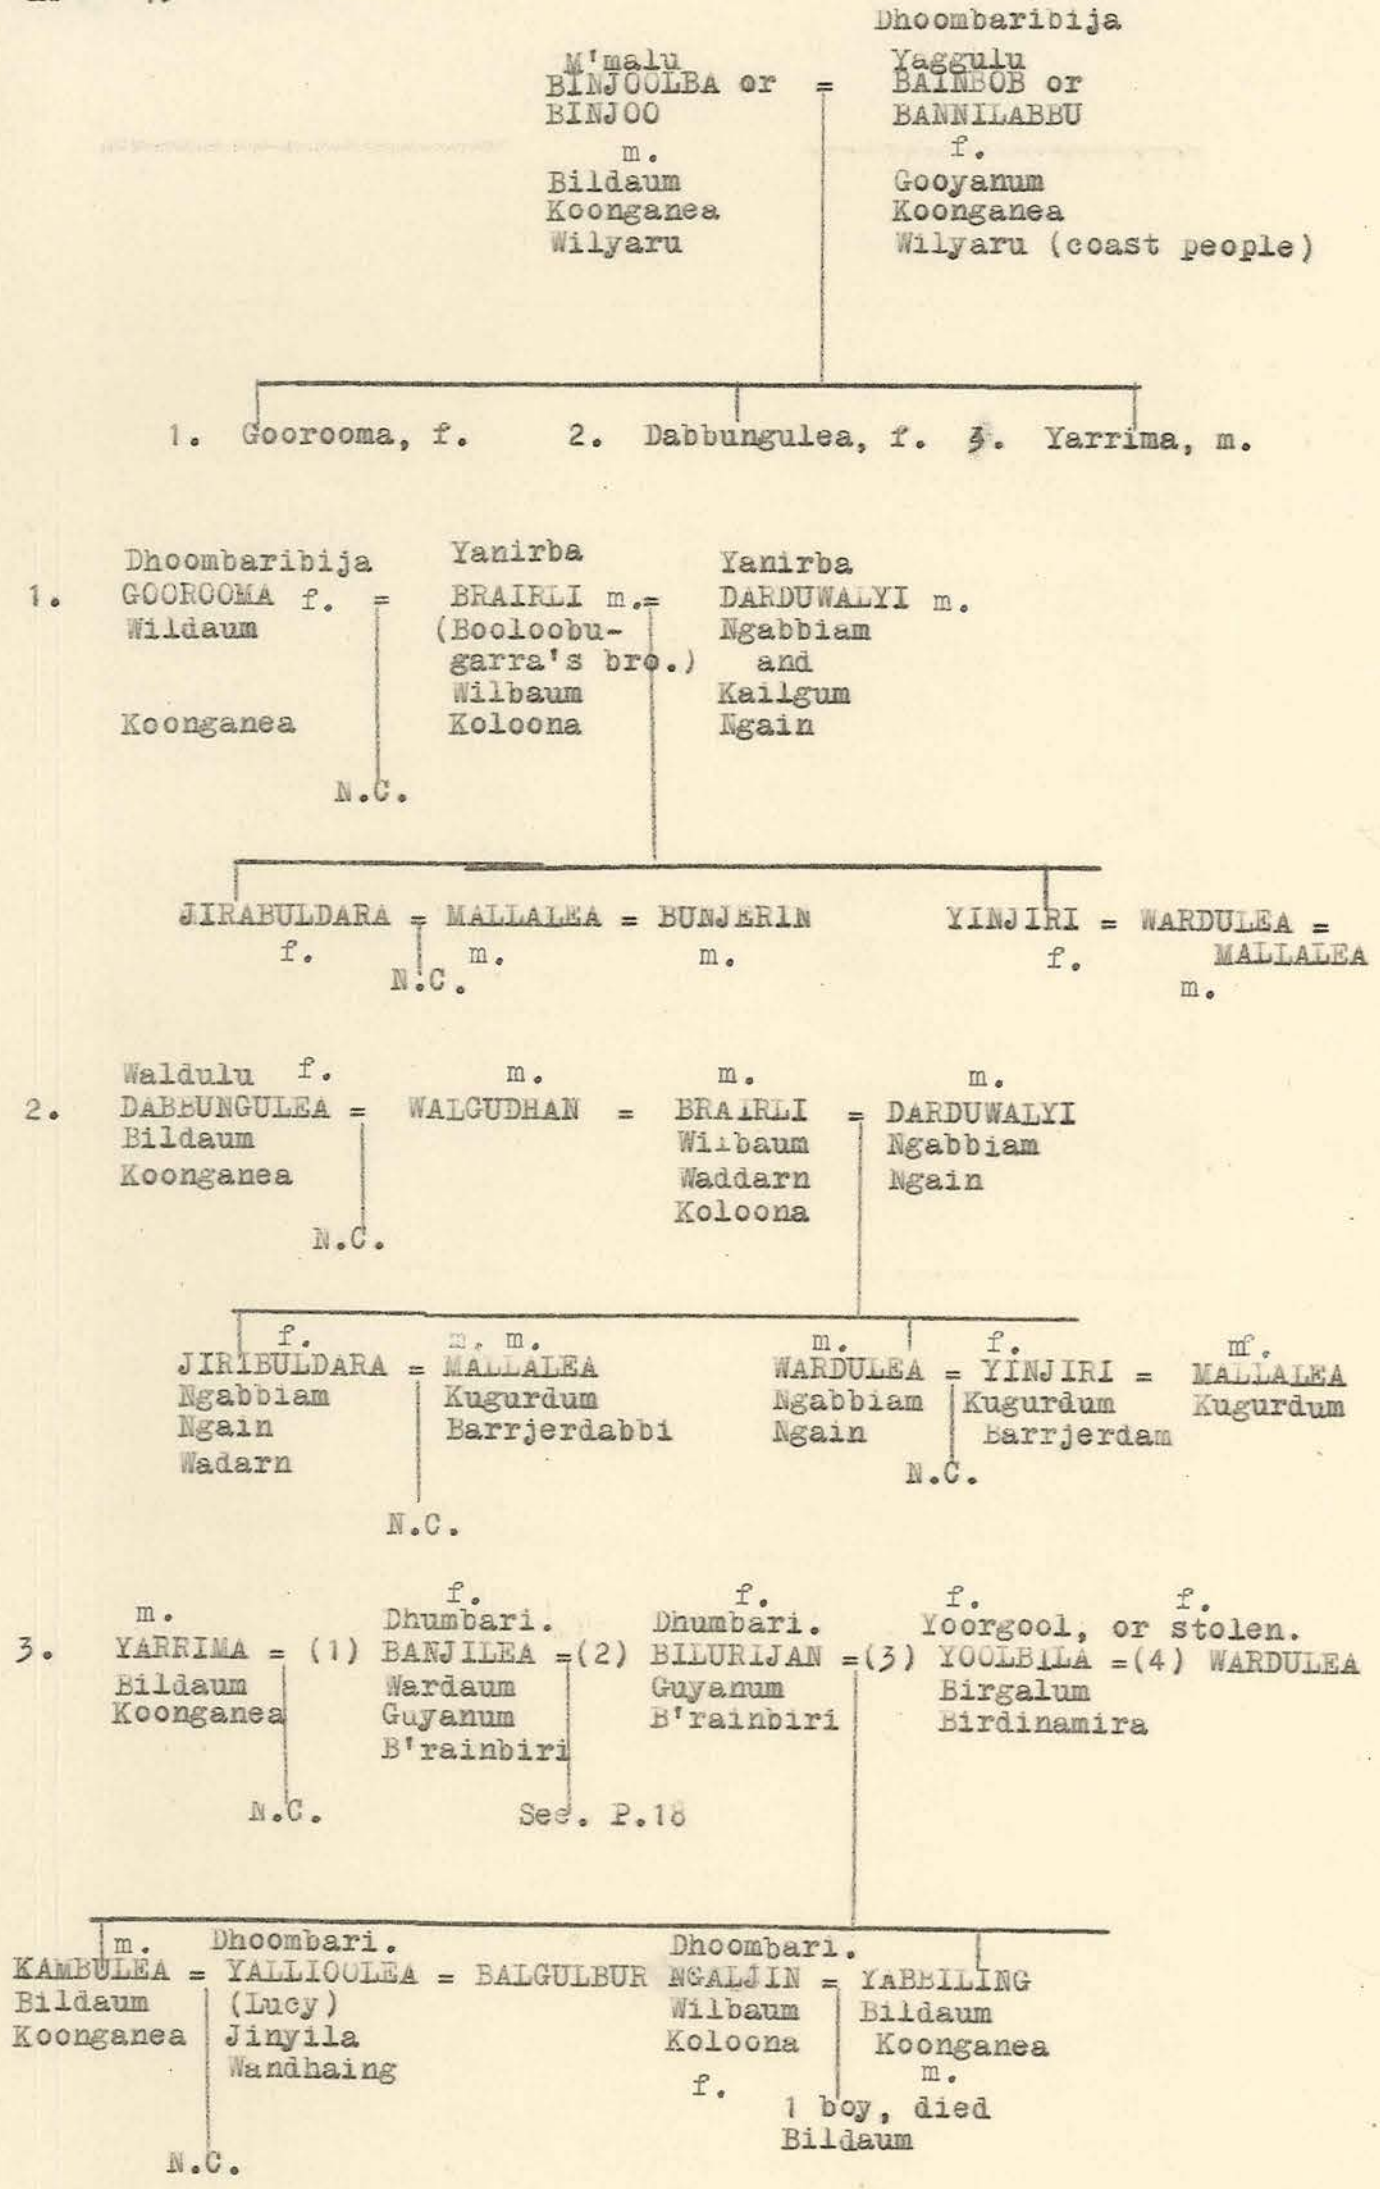 Dhoombaribija
M'malu Yaggulu
BINJOOLBA or = BAINBOB or
BINJOO BANNILABBU
m. f.
Bildaum Gooyanum
Koonganea Koonganea
Wilyaru Wilyaru (coast people)
1. Goorooma, f. 2. Dabbungulea, f. 3. Yarrima, m.
Dhoombaribija Yanirba Yanirba
1. GOOROOMA f. = BRAIRLI m.= DARDUWALYI m.
Wildaum (Booloobu- Ngabbiam
garra's bro.) and
Wilbaum Kailgum
Koonganea Koloona Ngain
N.C.
JIRABULDARA = MALLALEA = BUNJERIN YINJIRI = WARDULEA =
f. m. m. f. MALLALEA
N.C. m.
Waldulu f. m. m. m.
2. DABBUNGULEA = WALGUDHAN = BRAIRLI = DARDUWALYI
Bildaum Wilbaum Ngabbiam
Koonganea Waddarn Ngain
Koloona
N.C.
f. m. m. m. f. m.
JIRIBULDARA = MALLALEA WARDULEA = YINJIRI = MALLALEA
Ngabbiam Kugurdum Ngabbiam Kugurdum Kugurdum
Ngain Barrjerdabbi Ngain Barrjerdam
Wadarn N.C.
N.C.
m. f. f. f. f.
Dhumbari. Dhumbari. Yoorgool, or stolen.
3. YARRIMA = (1) BANJILEA =(2) BILURIJAN =(3) YOOLBILA =(4) WARDULEA
Bildaum Wardaum Guyanum Birgalum
Koonganea Guyanum B'rainbiri Birdinamira
B'rainbiri
N.C. See. P.18
m. Dhoombari. Dhoombari.
KAMBULEA = YALLIOOLEA = BALGULBUR NGALJIN = YABBILING
Bildaum (Lucy) Wilbaum Bildaum
Koonganea Jinyila Koloona Koonganea
Wandhaing f. m.
1 boy, died
Bildaum
N.C.